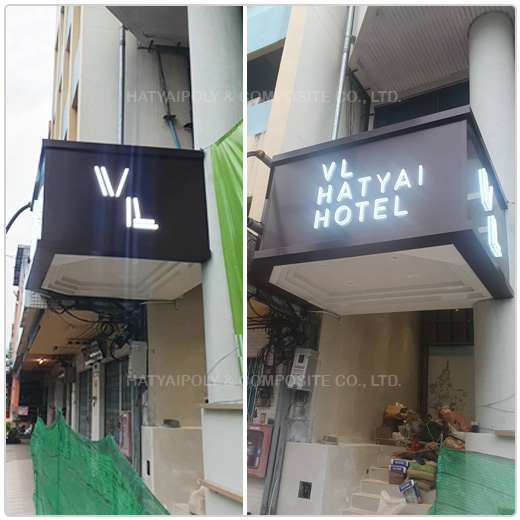 HATYAIPOLY & COMPOSITE CO., LTD.
VL
VL
HATYAI
HOTEL
VL
HATYAIPOLY & COMPOSITE CO., LTD.